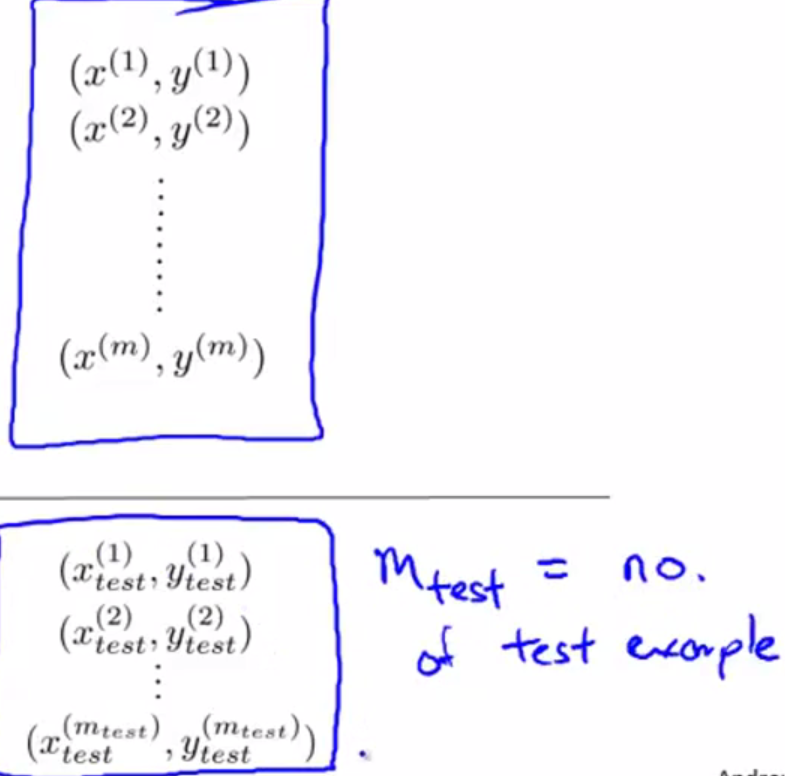 (x^(1), y^(1))
(x^(2), y^(2))
(x^(m), y^(m))
(x_test^(1), y_test^(1))
(x_test^(2), y_test^(2))
(x_test^(m_test), y_test^(m_test))
m_test = no.
of test example